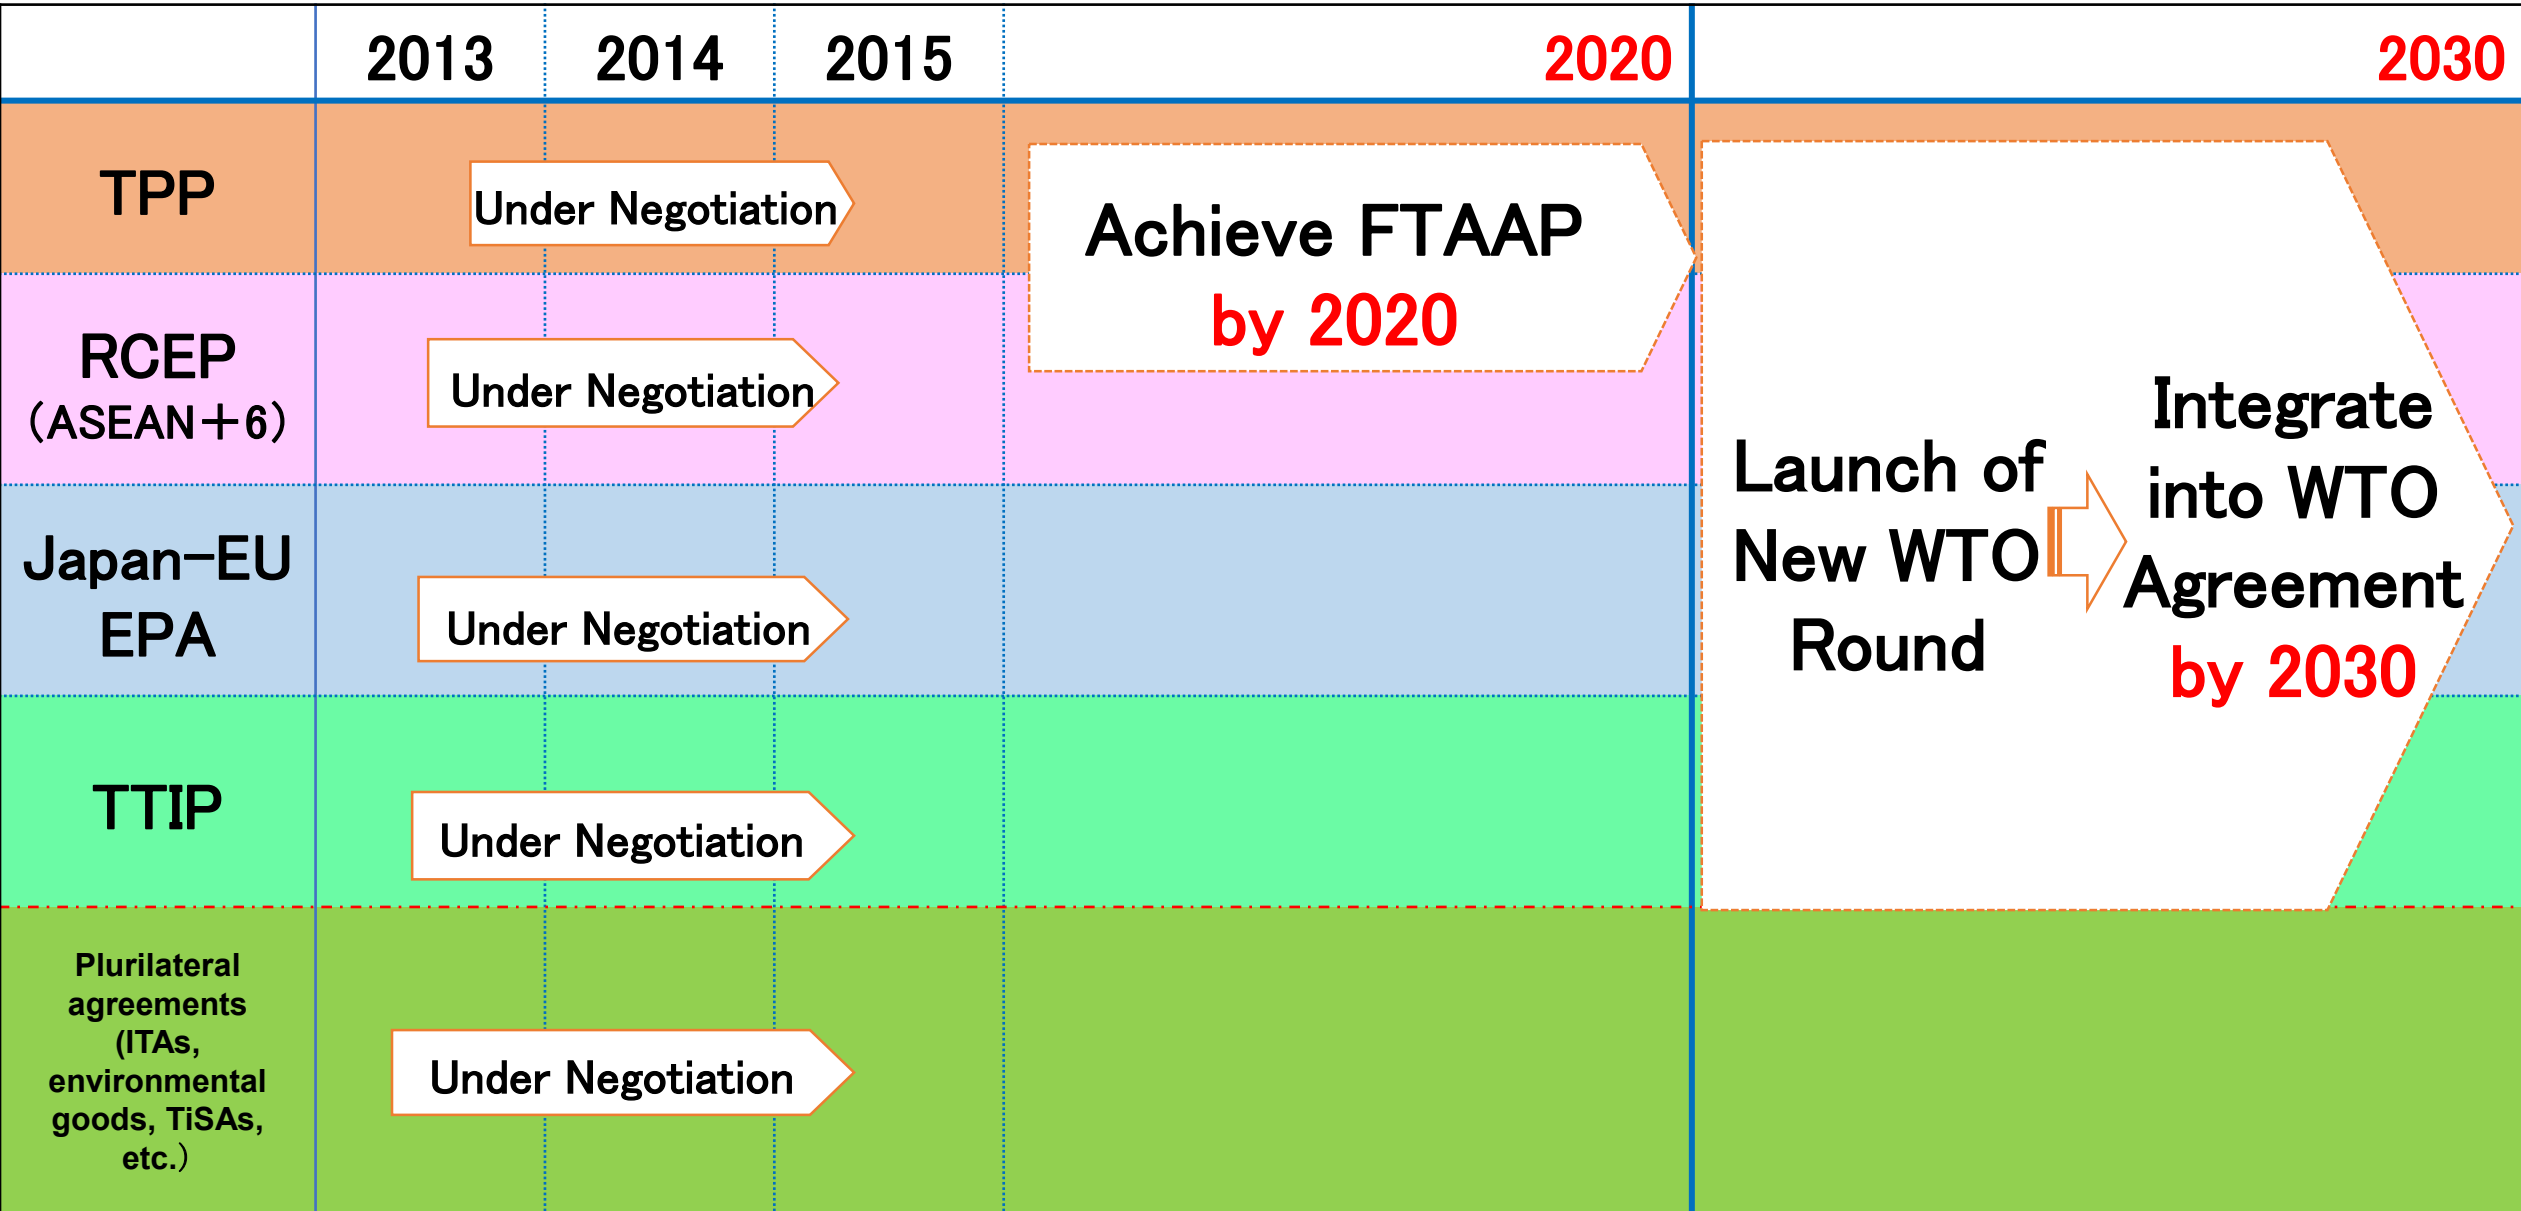 2013
2014
2015
2020
2030
TPP
Under Negotiation
Achieve FTAAP
by 2020
RCEP
（ASEAN＋6）
Under Negotiation
Launch of
New WTO
Round
Integrate
into WTO
Agreement
by 2030
Japan-EU
EPA
Under Negotiation
TTIP
Under Negotiation
Plurilateral
agreements
(ITAs,
environmental
goods, TiSAs,
etc.）
Under Negotiation